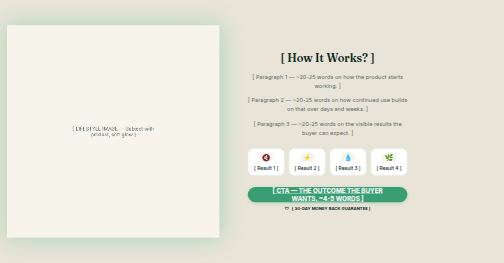 [ LIFESTYLE IMAGE — Subject with
product, soft glow ]
[ How It Works? ]
[ Paragraph 1 — ~20-25 words on how the product starts
working. ]
[ Paragraph 2 — ~20-25 words on how continued use builds
on that over days and weeks. ]
[ Paragraph 3 — ~20-25 words on the visible results the
buyer can expect. ]
[ Result 1 ]
[ Result 2 ]
[ Result 3 ]
[ Result 4 ]
[ CTA — THE OUTCOME THE BUYER
WANTS, ~4-5 WORDS ]
[ 30-DAY MONEY BACK GUARANTEE ]